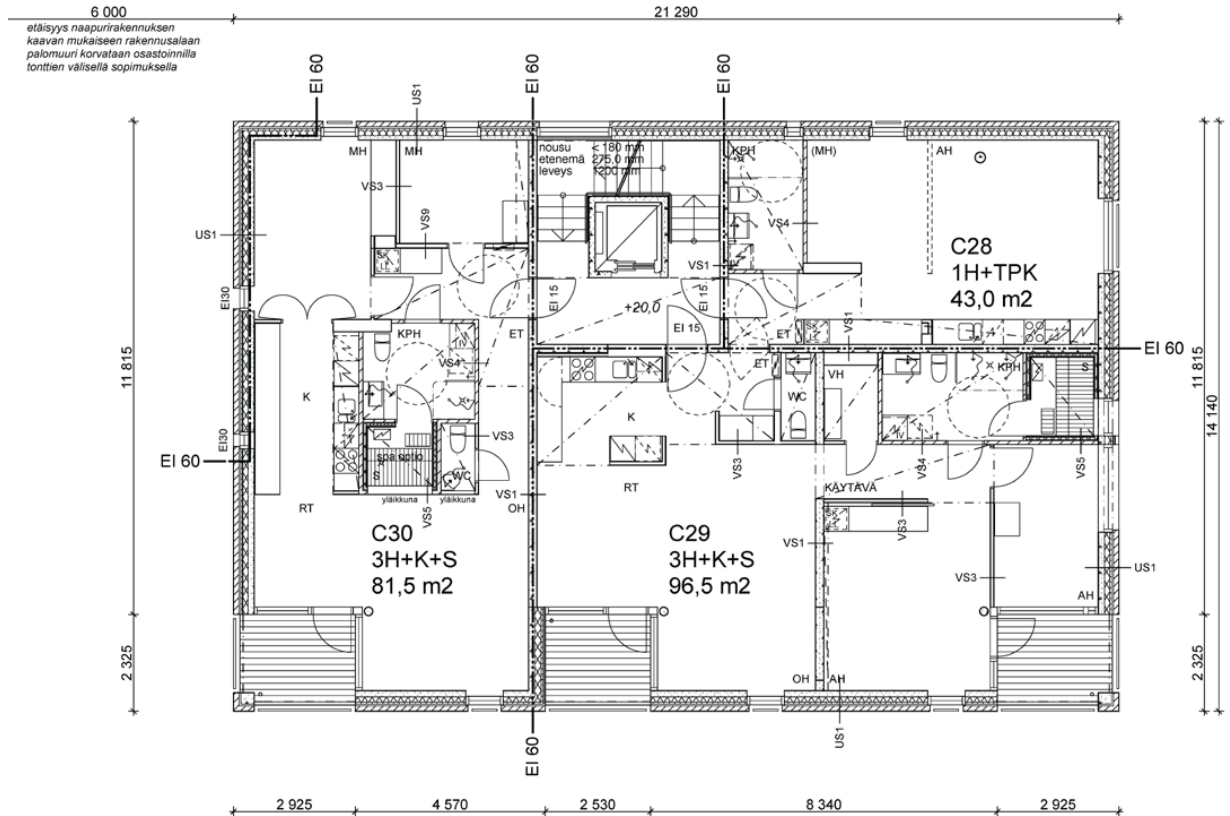 6 000
21 290
etäisyys naapurirakennuksen
kaavan mukaiseen rakennusalaan
palomuuri korvataan osastoinnilla
tonttien välisellä sopimuksella
EI 60
EI 60
EI 60
US1
MH
MH
nousu < 180 mm
etenemä 275,0 mm
leveys 1200 mm
KPH
(MH)
AH
VS3
VS9
US1
VS4
VS1
C28
1H+TPK
43,0 m2
EI30
EI 15
+20,0
EI 15
EI 15
VS1
KPH
ET
ET
VS4
EI 60
11 815
11 815
14 140
K
K
ET
WC
VH
KPH
S
EI30
EI 60
VS3
VS3
VS4
VS5
spa optio
S
WC
yläikkuna
yläikkuna
VS5
RT
VS1
OH
RT
KÄYTÄVÄ
VS3
C30
3H+K+S
81,5 m2
C29
3H+K+S
96,5 m2
VS1
VS3
US1
AH
2 325
2 325
OH
AH
US1
EI 60
2 925
4 570
2 530
8 340
2 925